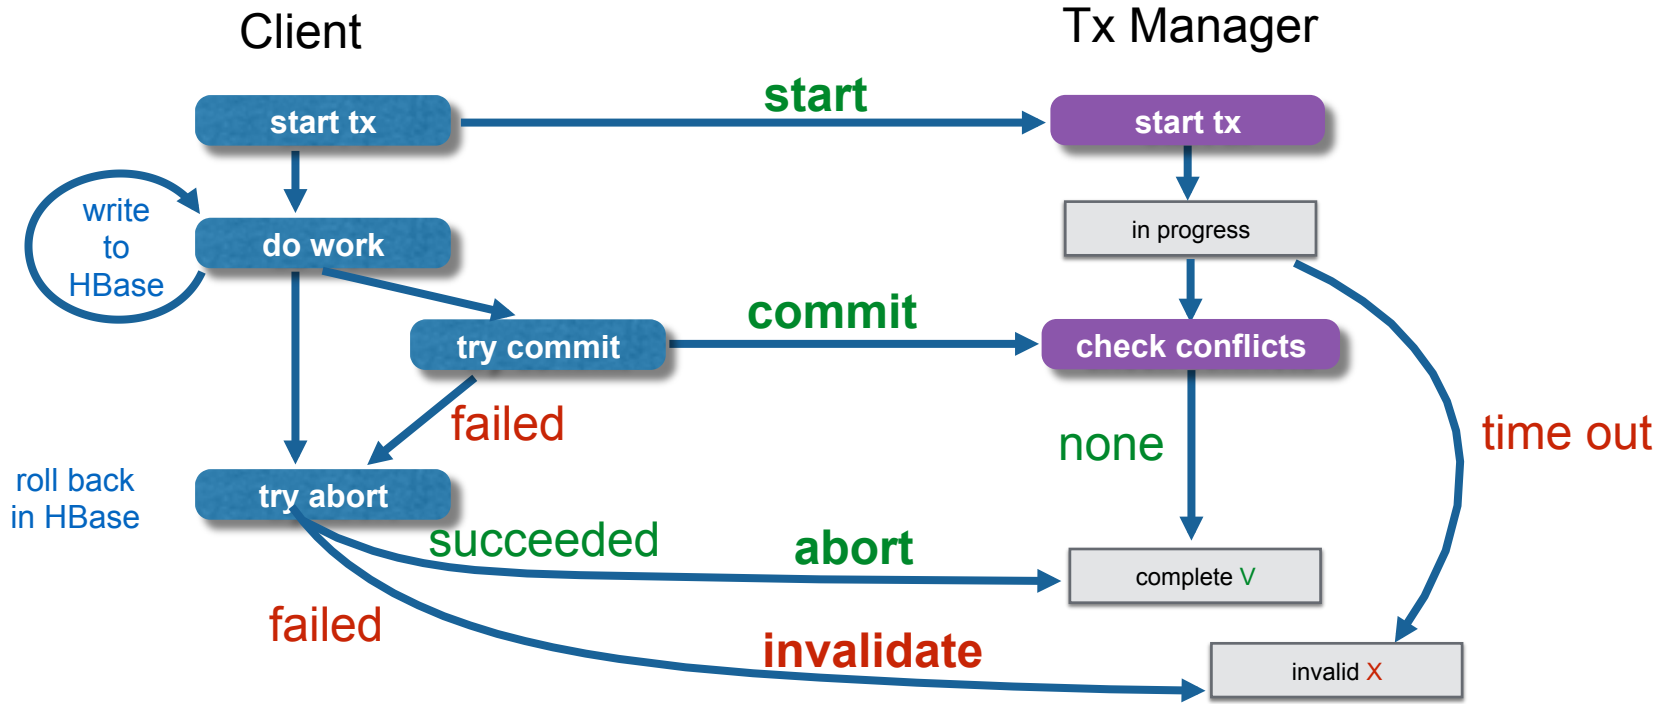 Client
Tx Manager
start
start tx
start tx
write
to
HBase
in progress
do work
commit
try commit
check conflicts
failed
none
time out
roll back
in HBase
try abort
succeeded
abort
complete V
failed
invalidate
invalid X